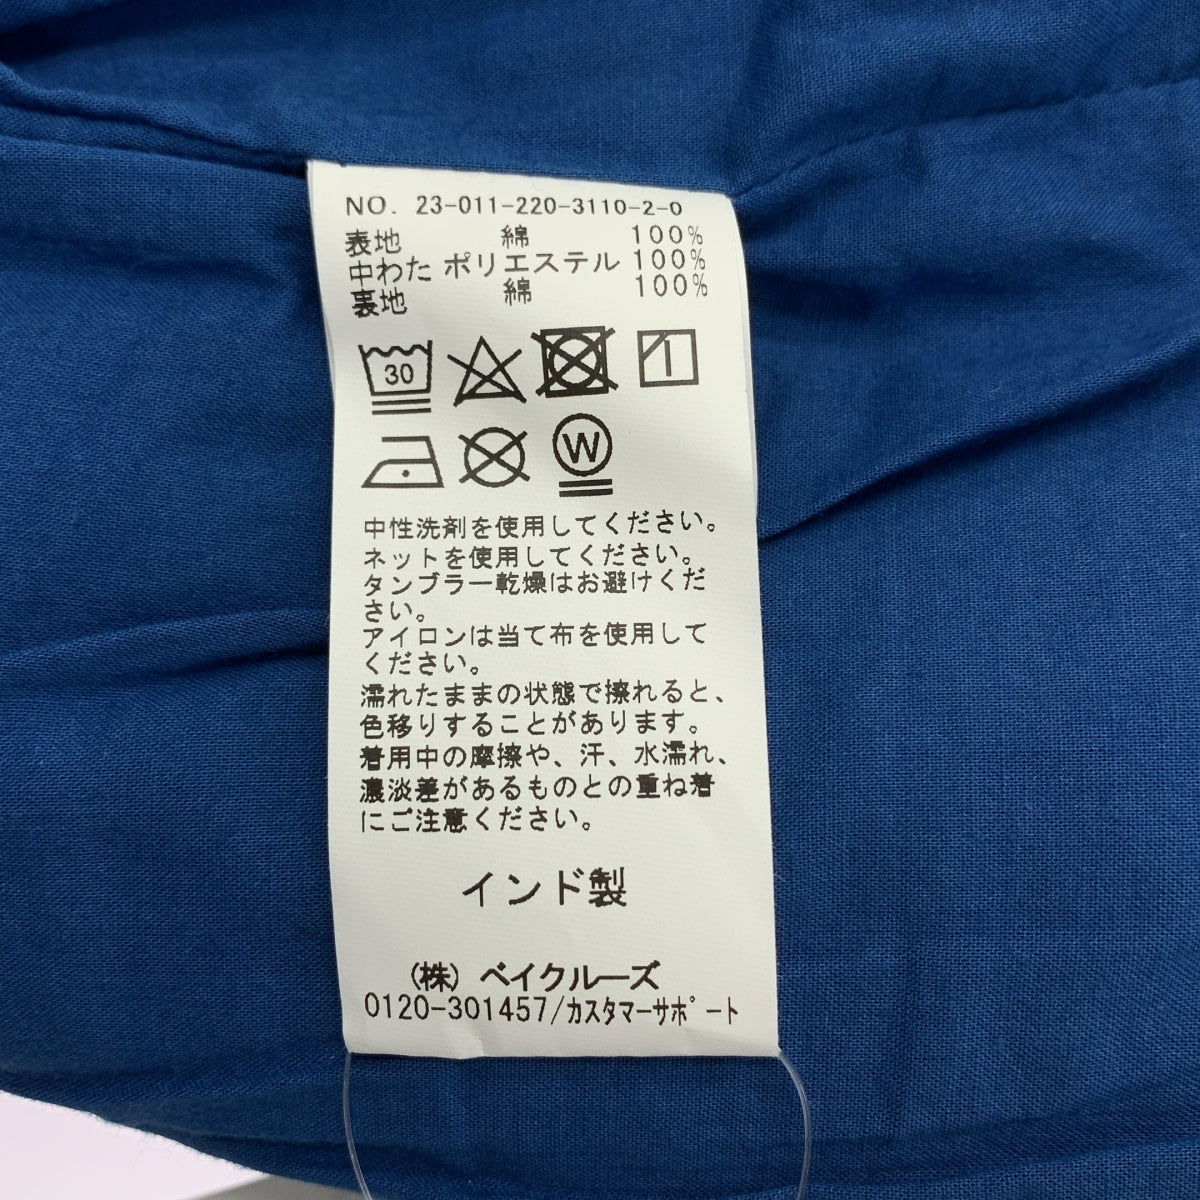 NO. 23-011-220-3110-2-0
表地 綿 100%
中わた ポリエステル 100%
裏地 綿 100%
30
W
中性洗剤を使用してください。
ネットを使用してください。
タンブラー乾燥はお避けくだ
さい。
アイロンは当て布を使用して
ください。
濡れたままの状態で擦れると、
色移りすることがあります。
着用中の摩擦や、汗、水濡れ、
濃淡差があるものとの重ね着
にご注意ください。
インド製
(株) ベイクルーズ
0120-301457/カスタマーサポート